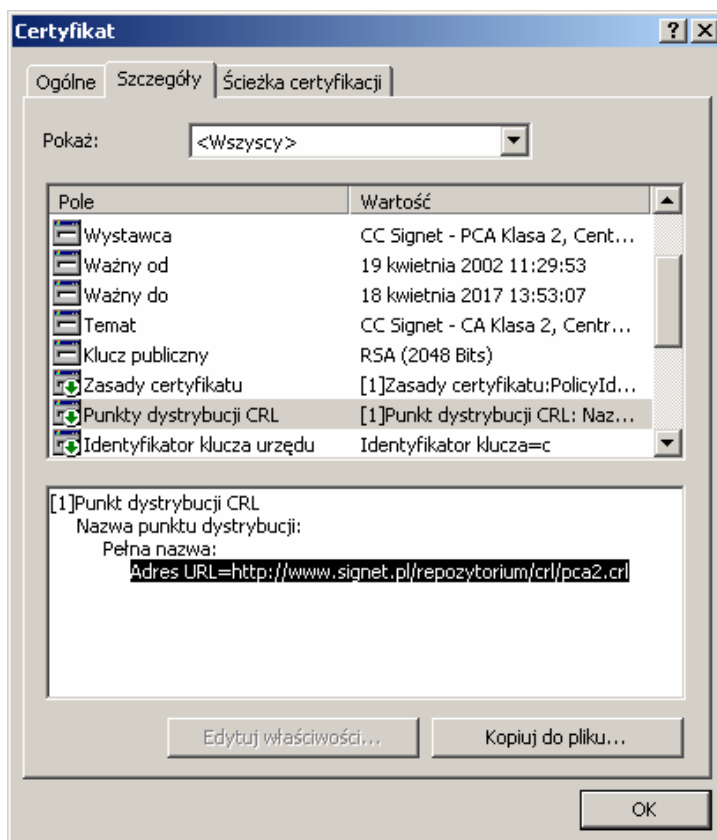 Certyfikat
Ogólne Szczegóły Ścieżka certyfikacji
Pokaż: <Wszyscy>
Pole Wartość
Wystawca CC Signet - PCA Klasa 2, Cent...
Ważny od 19 kwietnia 2002 11:29:53
Ważny do 18 kwietnia 2017 13:53:07
Temat CC Signet - CA Klasa 2, Centr...
Klucz publiczny RSA (2048 Bits)
Zasady certyfikatu [1]Zasady certyfikatu:PolicyId...
Punkty dystrybucji CRL [1]Punkt dystrybucji CRL: Naz...
Identyfikator klucza urzędu Identyfikator klucza=c
[1]Punkt dystrybucji CRL
Nazwa punktu dystrybucji:
Pełna nazwa:
Adres URL=http://www.signet.pl/repozytorium/crl/pca2.crl
Edytuj właściwości... Kopiuj do pliku...
OK